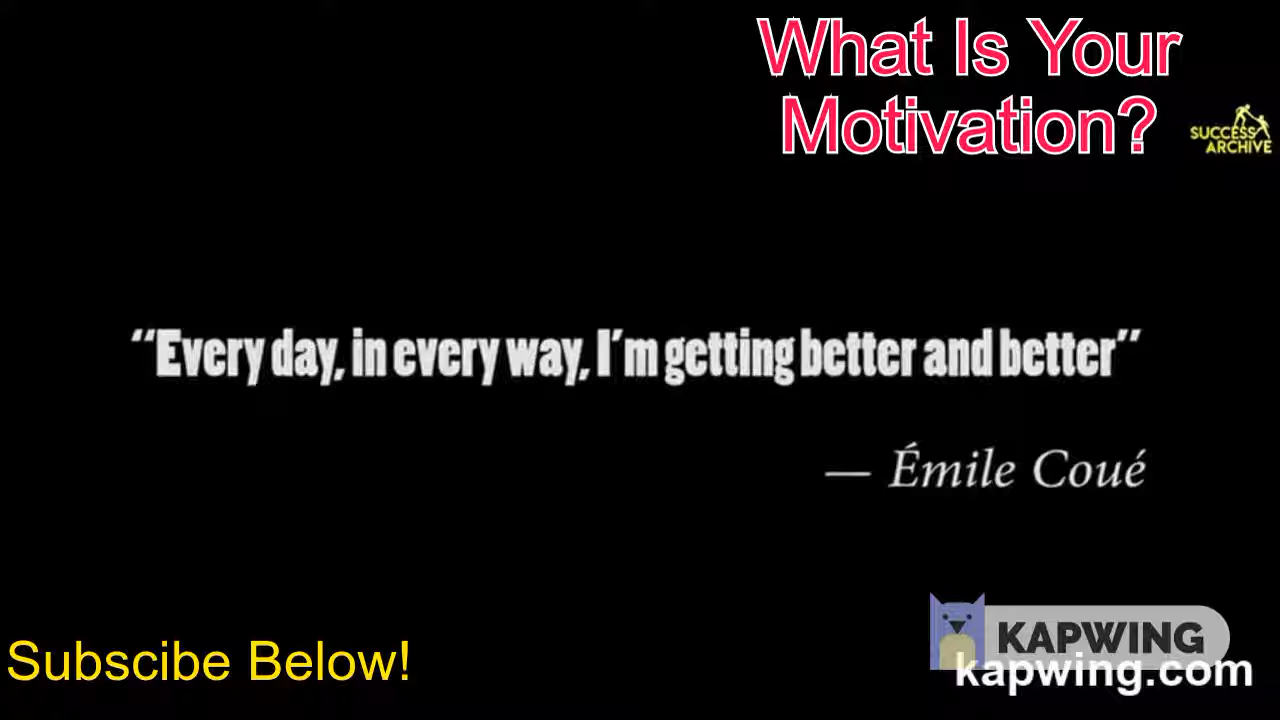 What Is Your
Motivation?
SUCCESS
ARCHIVE
“Every day, in every way, I'm getting better and better”
— Émile Coué
KAPWING
kapwing.com
Subscibe Below!